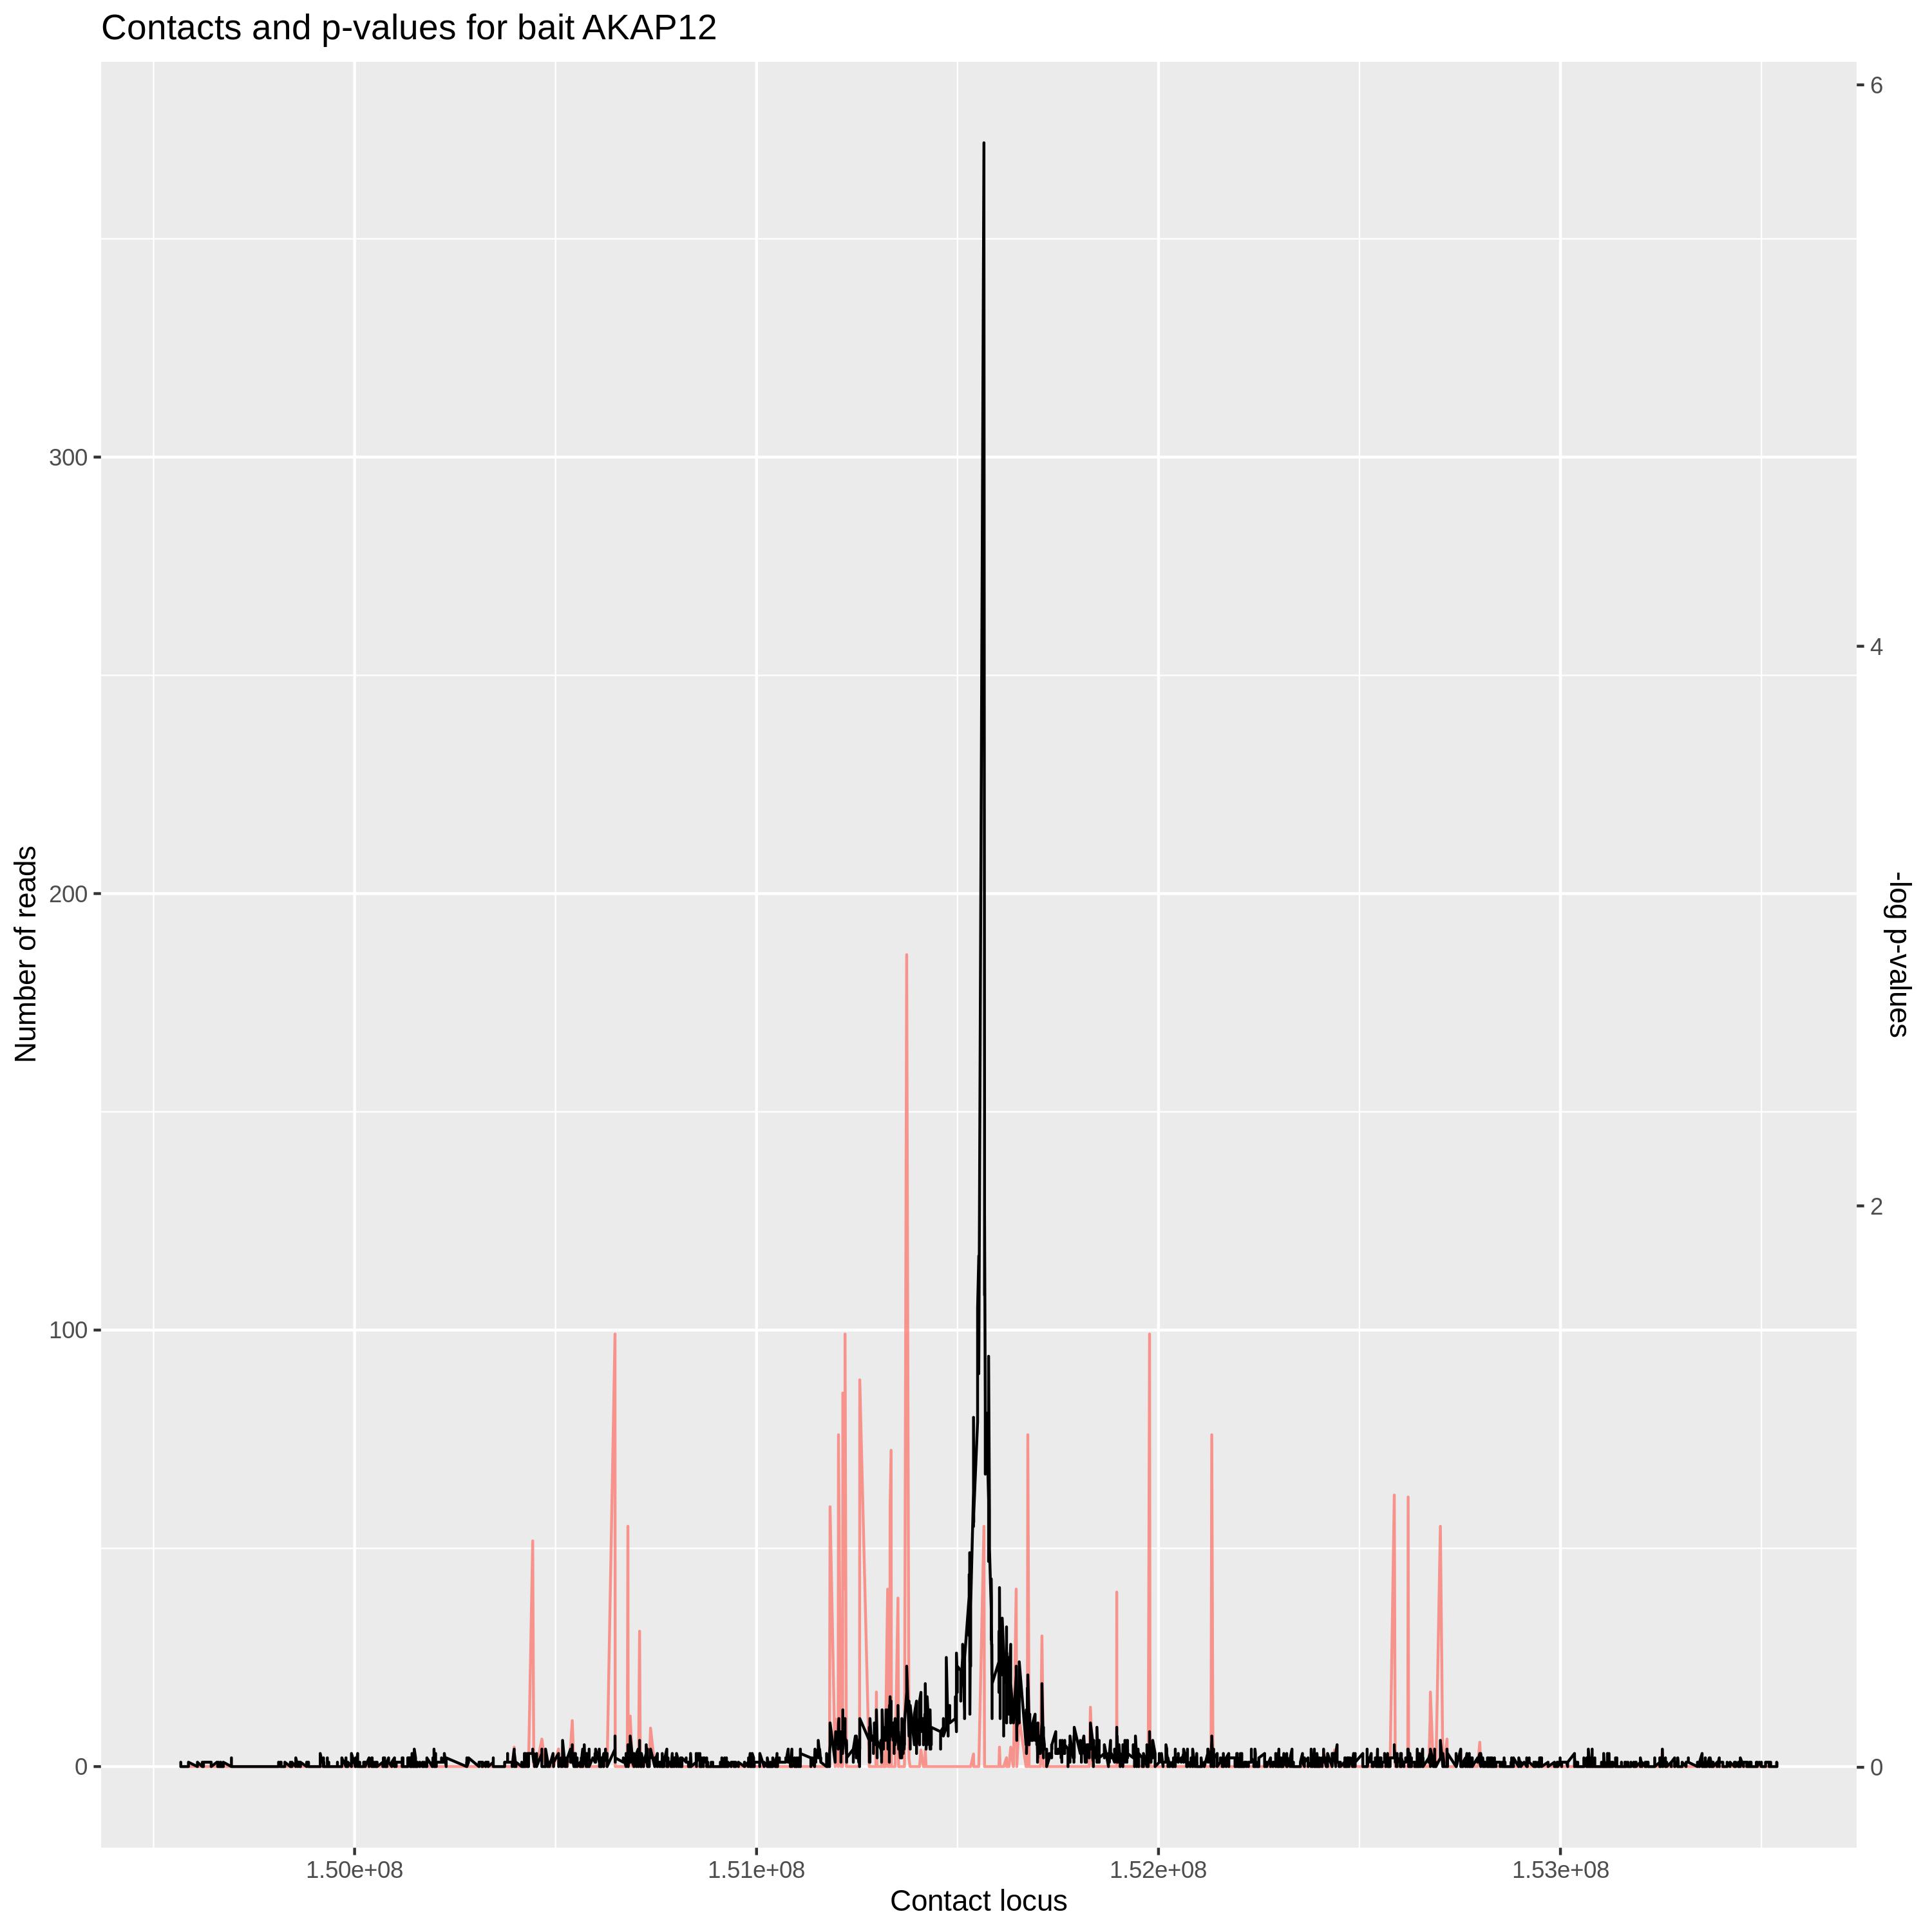 Contacts and p-values for bait AKAP12
6
300
4
200
Number of reads
-log p-values
2
100
0
0
1.50e+08
1.51e+08
1.52e+08
1.53e+08
Contact locus